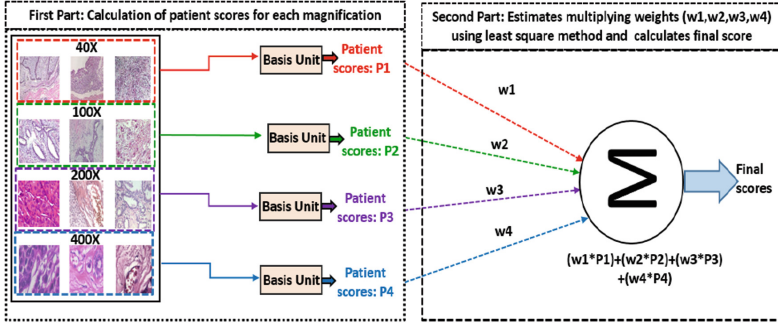 First Part: Calculation of patient scores for each magnification
40X
Basis Unit
Patient
scores: P1
100X
Basis Unit
Patient
scores: P2
200X
Basis Unit
Patient
scores: P3
400X
Basis Unit
Patient
scores: P4
Second Part: Estimates multiplying weights (w1,w2,w3,w4)
using least square method and calculates final score
w1
w2
w3
w4
Σ
Final
scores
(w1*P1)+(w2*P2)+(w3*P3)
+(w4*P4)